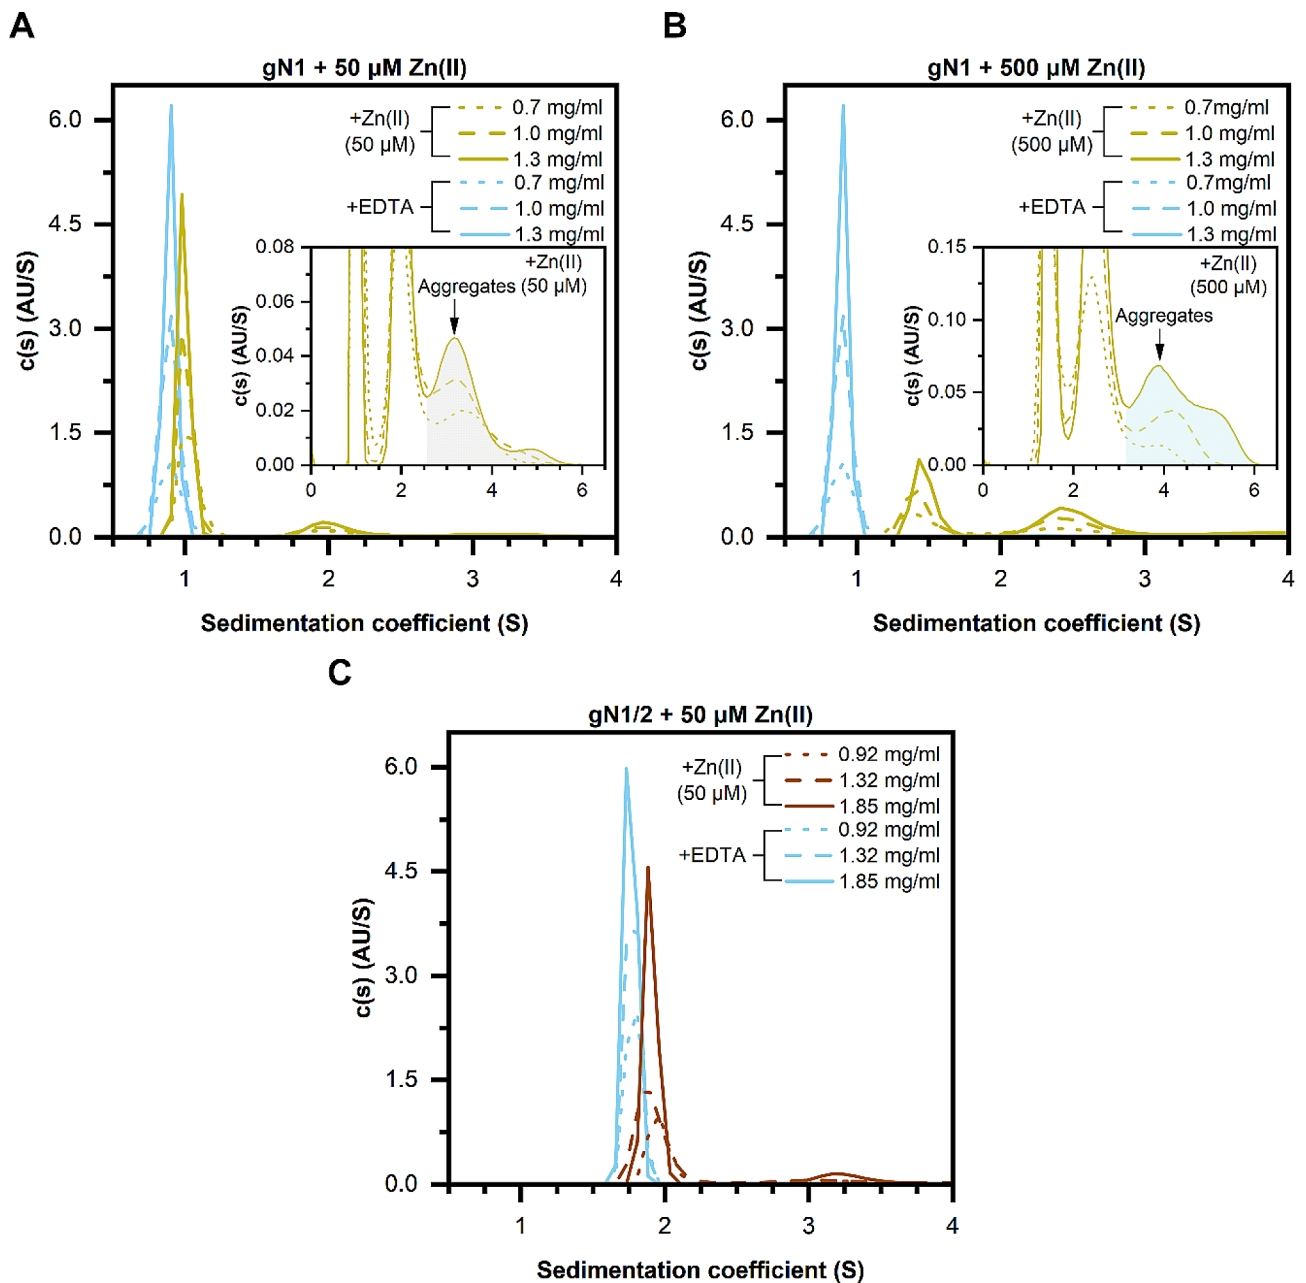 A
gN1 + 50 µM Zn(II)
c(s) (AU/S)
6.0
4.5
3.0
1.5
0.0
+Zn(II)
(50 µM)
0.7 mg/ml
1.0 mg/ml
1.3 mg/ml
+EDTA
0.7 mg/ml
1.0 mg/ml
1.3 mg/ml
c(s) (AU/S)
0.08
0.06
0.04
0.02
0.00
+Zn(II)
Aggregates (50 µM)
0 2 4 6
1 2 3 4
Sedimentation coefficient (S)
B
gN1 + 500 µM Zn(II)
c(s) (AU/S)
6.0
4.5
3.0
1.5
0.0
+Zn(II)
(500 µM)
0.7mg/ml
1.0 mg/ml
1.3 mg/ml
+EDTA
0.7mg/ml
1.0 mg/ml
1.3 mg/ml
c(s) (AU/S)
0.15
0.10
0.05
0.00
+Zn(II)
(500 µM)
Aggregates
0 2 4 6
1 2 3 4
Sedimentation coefficient (S)
C
gN1/2 + 50 µM Zn(II)
c(s) (AU/S)
6.0
4.5
3.0
1.5
0.0
+Zn(II)
(50 µM)
0.92 mg/ml
1.32 mg/ml
1.85 mg/ml
+EDTA
0.92 mg/ml
1.32 mg/ml
1.85 mg/ml
1 2 3 4
Sedimentation coefficient (S)